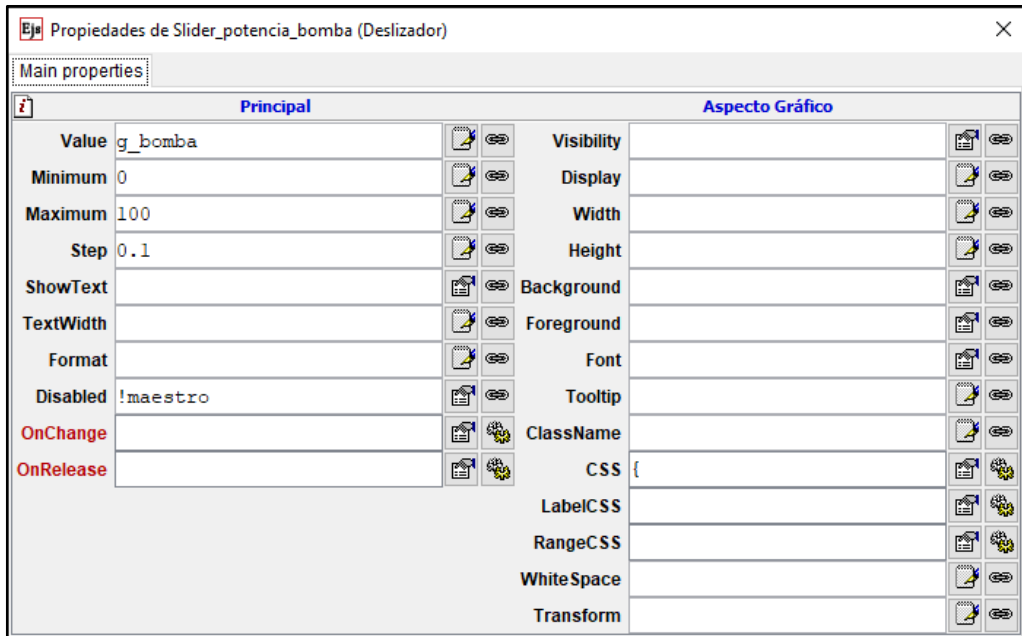 Ejs Propiedades de Slider_potencia_bomba (Deslizador)
Main properties
Principal
Value g_bomba
Minimum 0
Maximum 100
Step 0.1
ShowText
TextWidth
Format
Disabled !maestro
OnChange
OnRelease
Aspecto Gráfico
Visibility
Display
Width
Height
Background
Foreground
Font
Tooltip
ClassName
CSS {
LabelCSS
RangeCSS
WhiteSpace
Transform